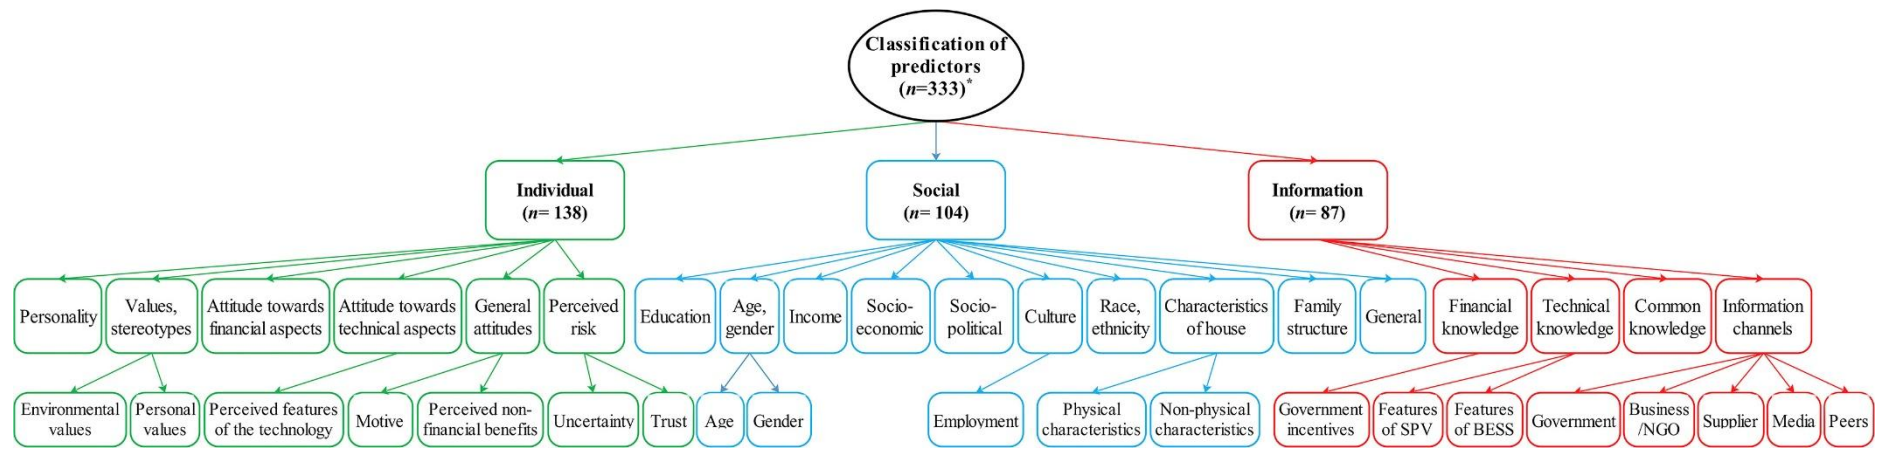 Classification of
predictors
(n=333)*
Individual
(n= 138)
Social
(n= 104)
Information
(n= 87)
Personality
Values,
stereotypes
Attitude towards
financial aspects
Attitude towards
technical aspects
General
attitudes
Perceived
risk
Education
Age,
gender
Income
Socio-
economic
Socio-
political
Culture
Race,
ethnicity
Characteristics
of house
Family
structure
General
Financial
knowledge
Technical
knowledge
Common
knowledge
Information
channels
Environmental
values
Personal
values
Perceived features
of the technology
Motive
Perceived non-
financial benefits
Uncertainty
Trust
Age
Gender
Employment
Physical
characteristics
Non-physical
characteristics
Government
incentives
Features
of SPV
Features
of BESS
Government
Business
/NGO
Supplier
Media
Peers